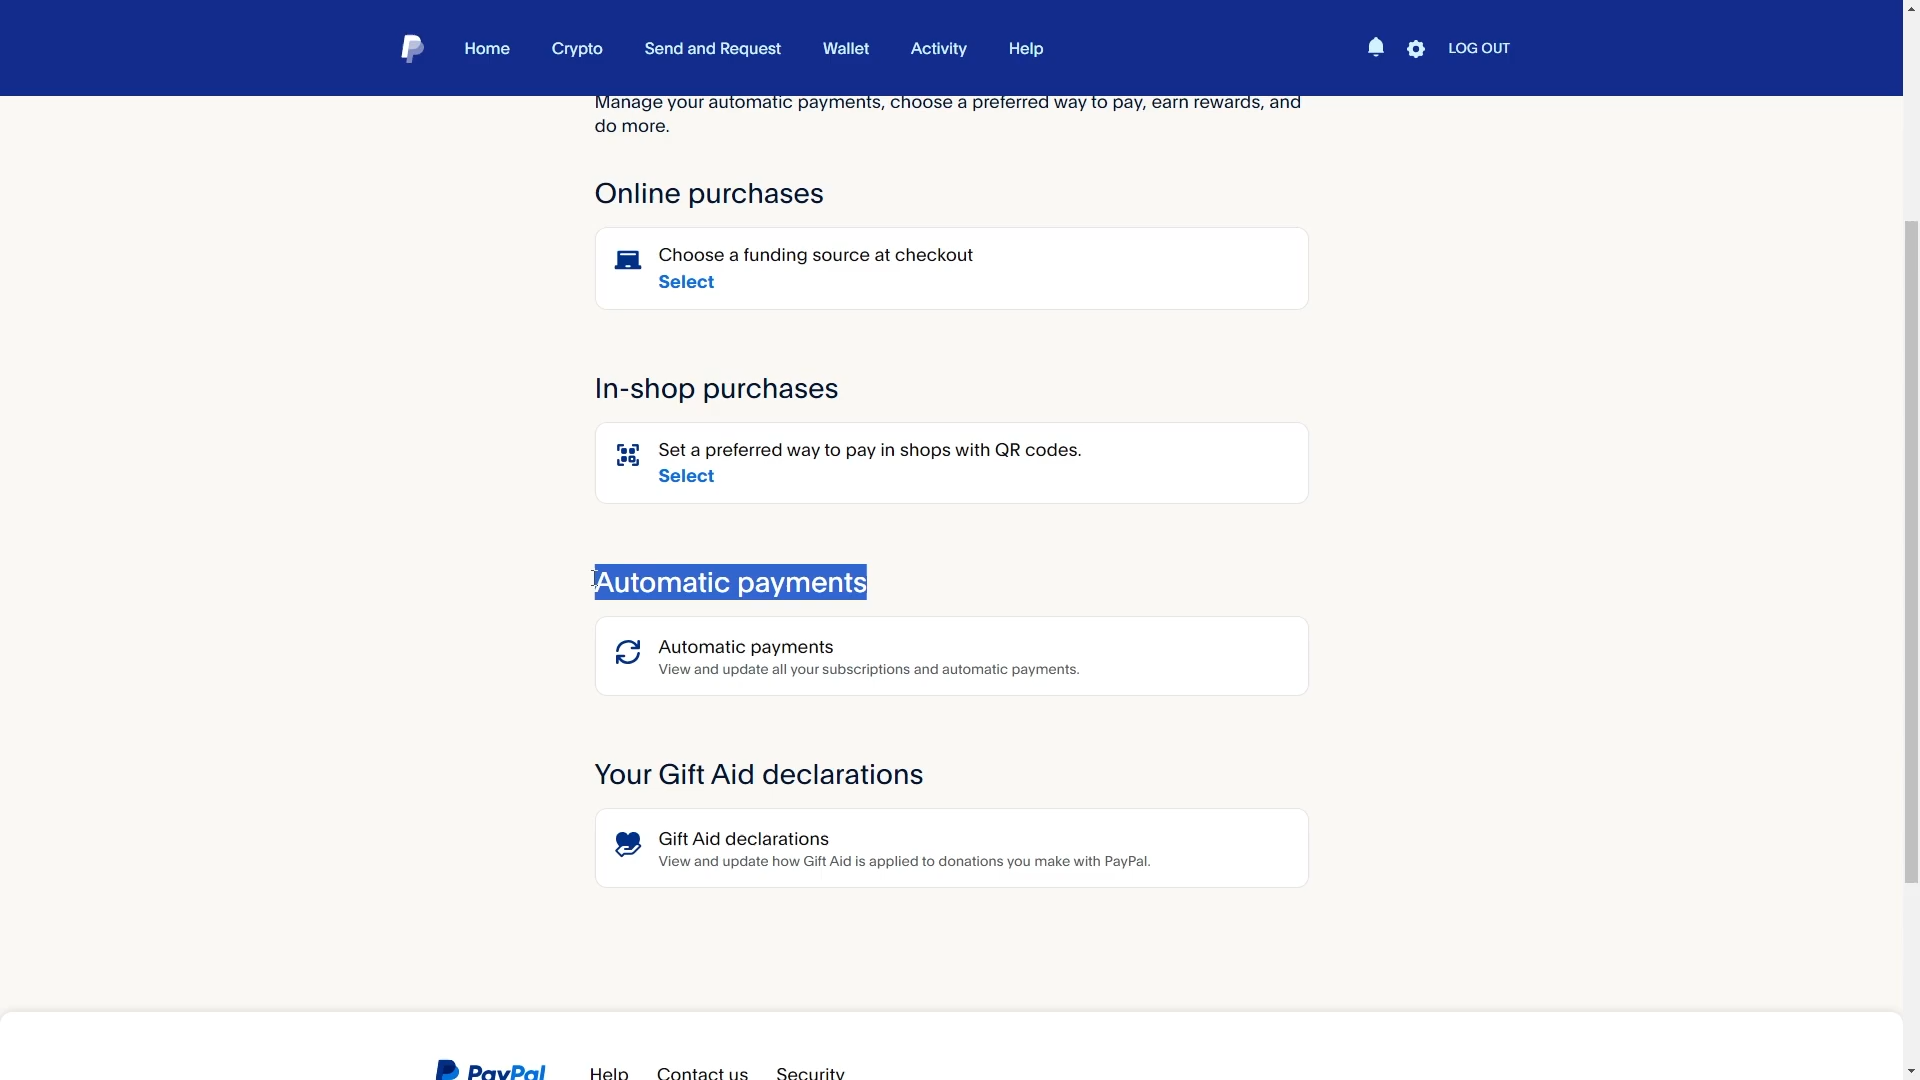 Home Crypto Send and Request Wallet Activity Help LOG OUT
Manage your automatic payments, choose a preferred way to pay, earn rewards, and
do more.
Online purchases
Choose a funding source at checkout
Select
In-shop purchases
Set a preferred way to pay in shops with QR codes.
Select
Automatic payments
Automatic payments
View and update all your subscriptions and automatic payments.
Your Gift Aid declarations
Gift Aid declarations
View and update how Gift Aid is applied to donations you make with PayPal.
PayPal Help Contact us Security